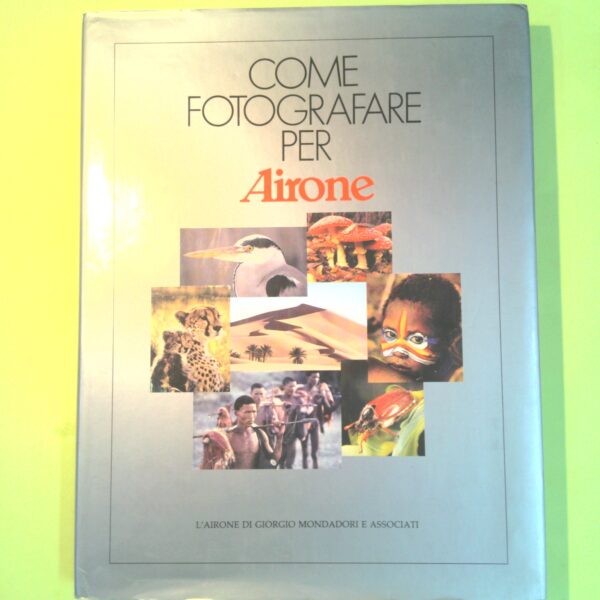 COME
FOTOGRAFARE
PER
Airone
L'AIRONE DI GIORGIO MONDADORI E ASSOCIATI